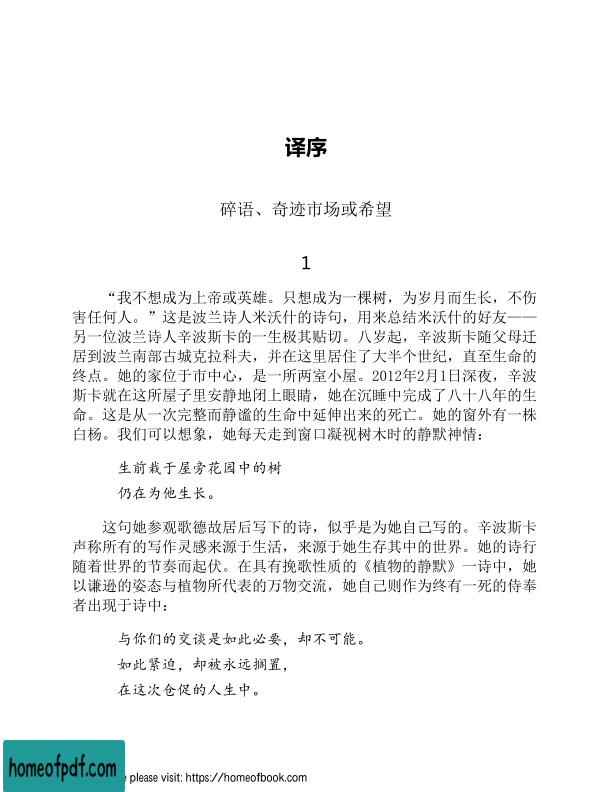 译序
碎语、奇迹市场或希望
1
“我不想成为上帝或英雄。只想成为一棵树，为岁月而生长，不伤
害任何人。”这是波兰诗人米沃什的诗句，用来总结米沃什的好友——
另一位波兰诗人辛波斯卡的一生极其贴切。八岁起，辛波斯卡随父母迁
居到波兰南部古城克拉科夫，并在这里居住了大半个世纪，直至生命的
终点。她的家位于市中心，是一所两室小屋。2012年2月1日深夜，辛波
斯卡就在这所屋子里安静地闭上眼睛，她在沉睡中完成了八十八年的生
命。这是从一次完整而静谧的生命中延伸出来的死亡。她的窗外有一株
白杨。我们可以想象，她每天走到窗口凝视树木时的静默神情：
生前栽于屋旁花园中的树
仍在为他生长。
这句她参观歌德故居后写下的诗，似乎是为她自己写的。辛波斯卡
声称所有的写作灵感来源于生活，来源于她生存其中的世界。她的诗行
随着世界的节奏而起伏。在具有挽歌性质的《植物的静默》一诗中，她
以谦逊的姿态与植物所代表的万物交流，她自己则作为终有一死的侍奉
者出现于诗中：
与你们的交谈是如此必要，却不可能。
如此紧迫，却被永远搁置，
在这次仓促的人生中。
homeofpdf.com
e please visit: https://homeofbook.com